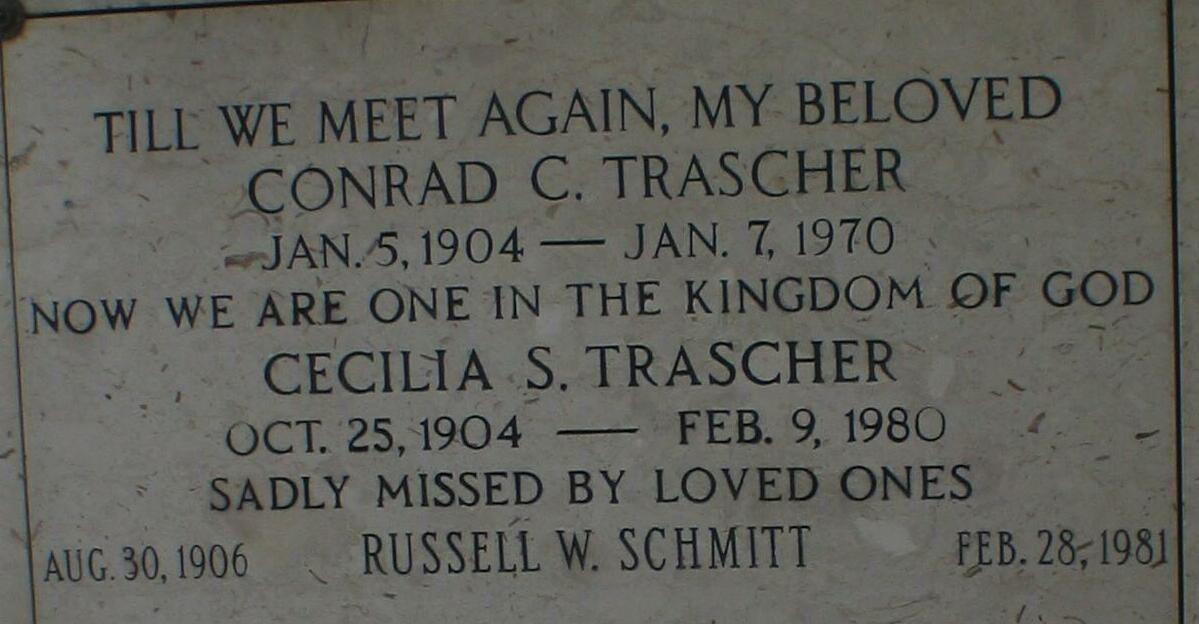 TILL WE MEET AGAIN, MY BELOVED
CONRAD C. TRASCHER
JAN. 5, 1904 — JAN. 7, 1970
NOW WE ARE ONE IN THE KINGDOM OF GOD
CECILIA S. TRASCHER
OCT. 25, 1904 — FEB. 9, 1980
SADLY MISSED BY LOVED ONES
AUG. 30, 1906 RUSSELL W. SCHMITT FEB. 28, 1981